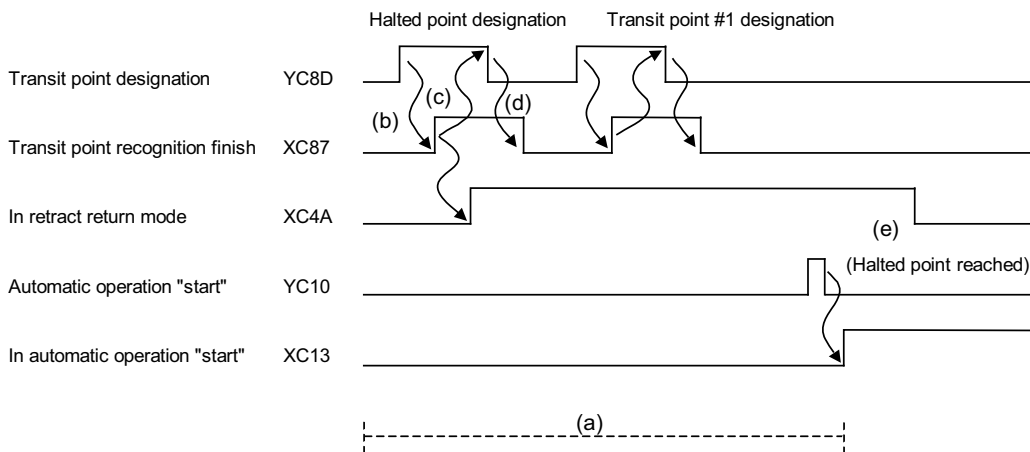 Halted point designation
Transit point #1 designation
Transit point designation YC8D
(c)
(d)
(b)
Transit point recognition finish XC87
In retract return mode XC4A
(e)
(Halted point reached)
Automatic operation "start" YC10
In automatic operation "start" XC13
(a)